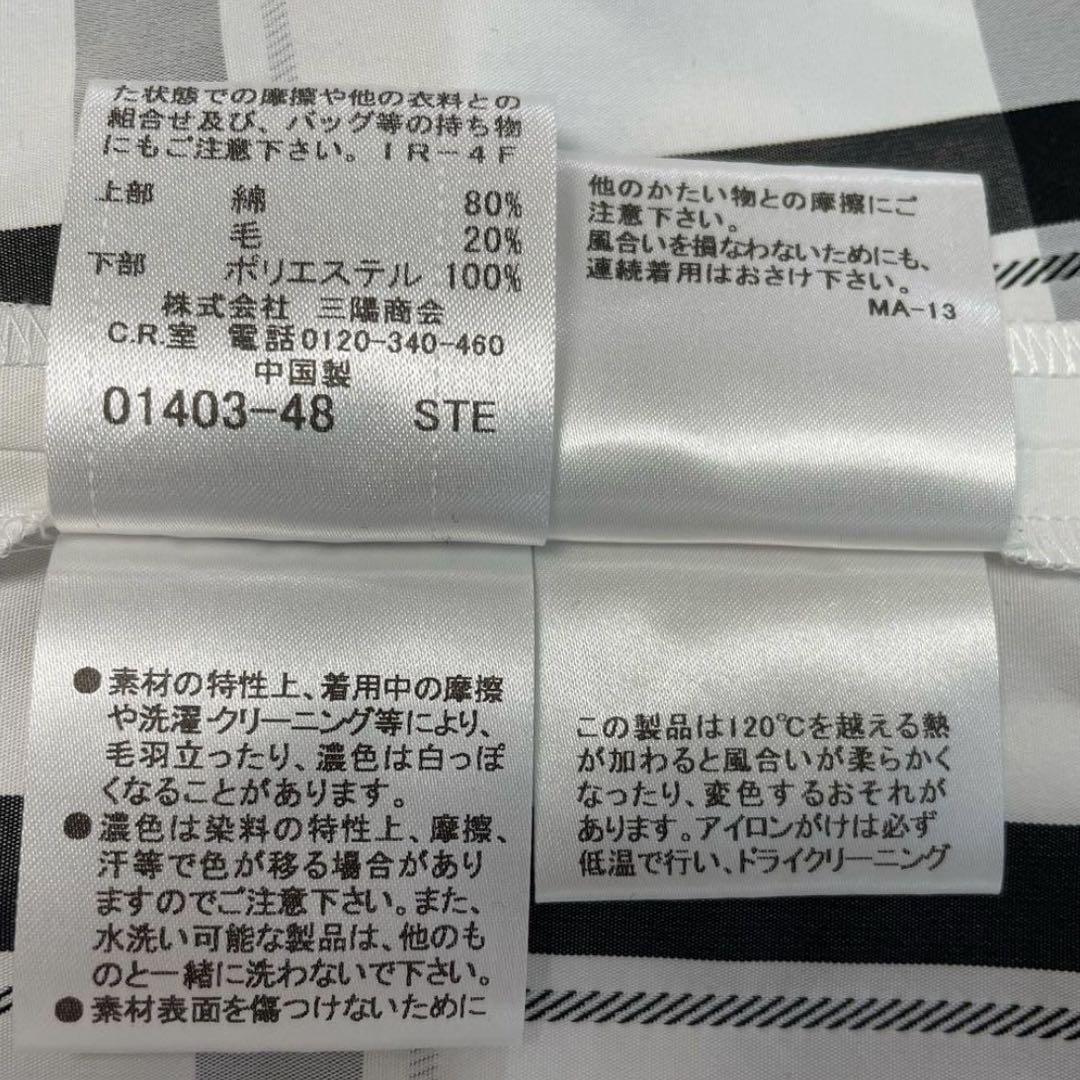 た状態での摩擦や他の衣料との
組合せ及び、バッグ等の持ち物
にもご注意下さい。IR-4F
上部 綿 80%
毛 20%
下部 ポリエステル 100%
株式会社 三陽商会
C.R.室 電話0120-340-460
中国製
01403-48 STE
他のかたい物との摩擦にご
注意下さい。
風合いを損なわないためにも、
連続着用はおさけ下さい。
MA-13
●素材の特性上、着用中の摩擦
や洗濯・クリーニング等により、
毛羽立ったり、濃色は白っぽ
くなることがあります。
●濃色は染料の特性上、摩擦、
汗等で色が移る場合があり
ますのでご注意下さい。また、
水洗い可能な製品は、他のも
のと一緒に洗わないで下さい。
●素材表面を傷つけないために
この製品は120℃を越える熱
が加わると風合いが柔らかく
なったり、変色するおそれが
あります。アイロンがけは必ず
低温で行い、ドライクリーニング